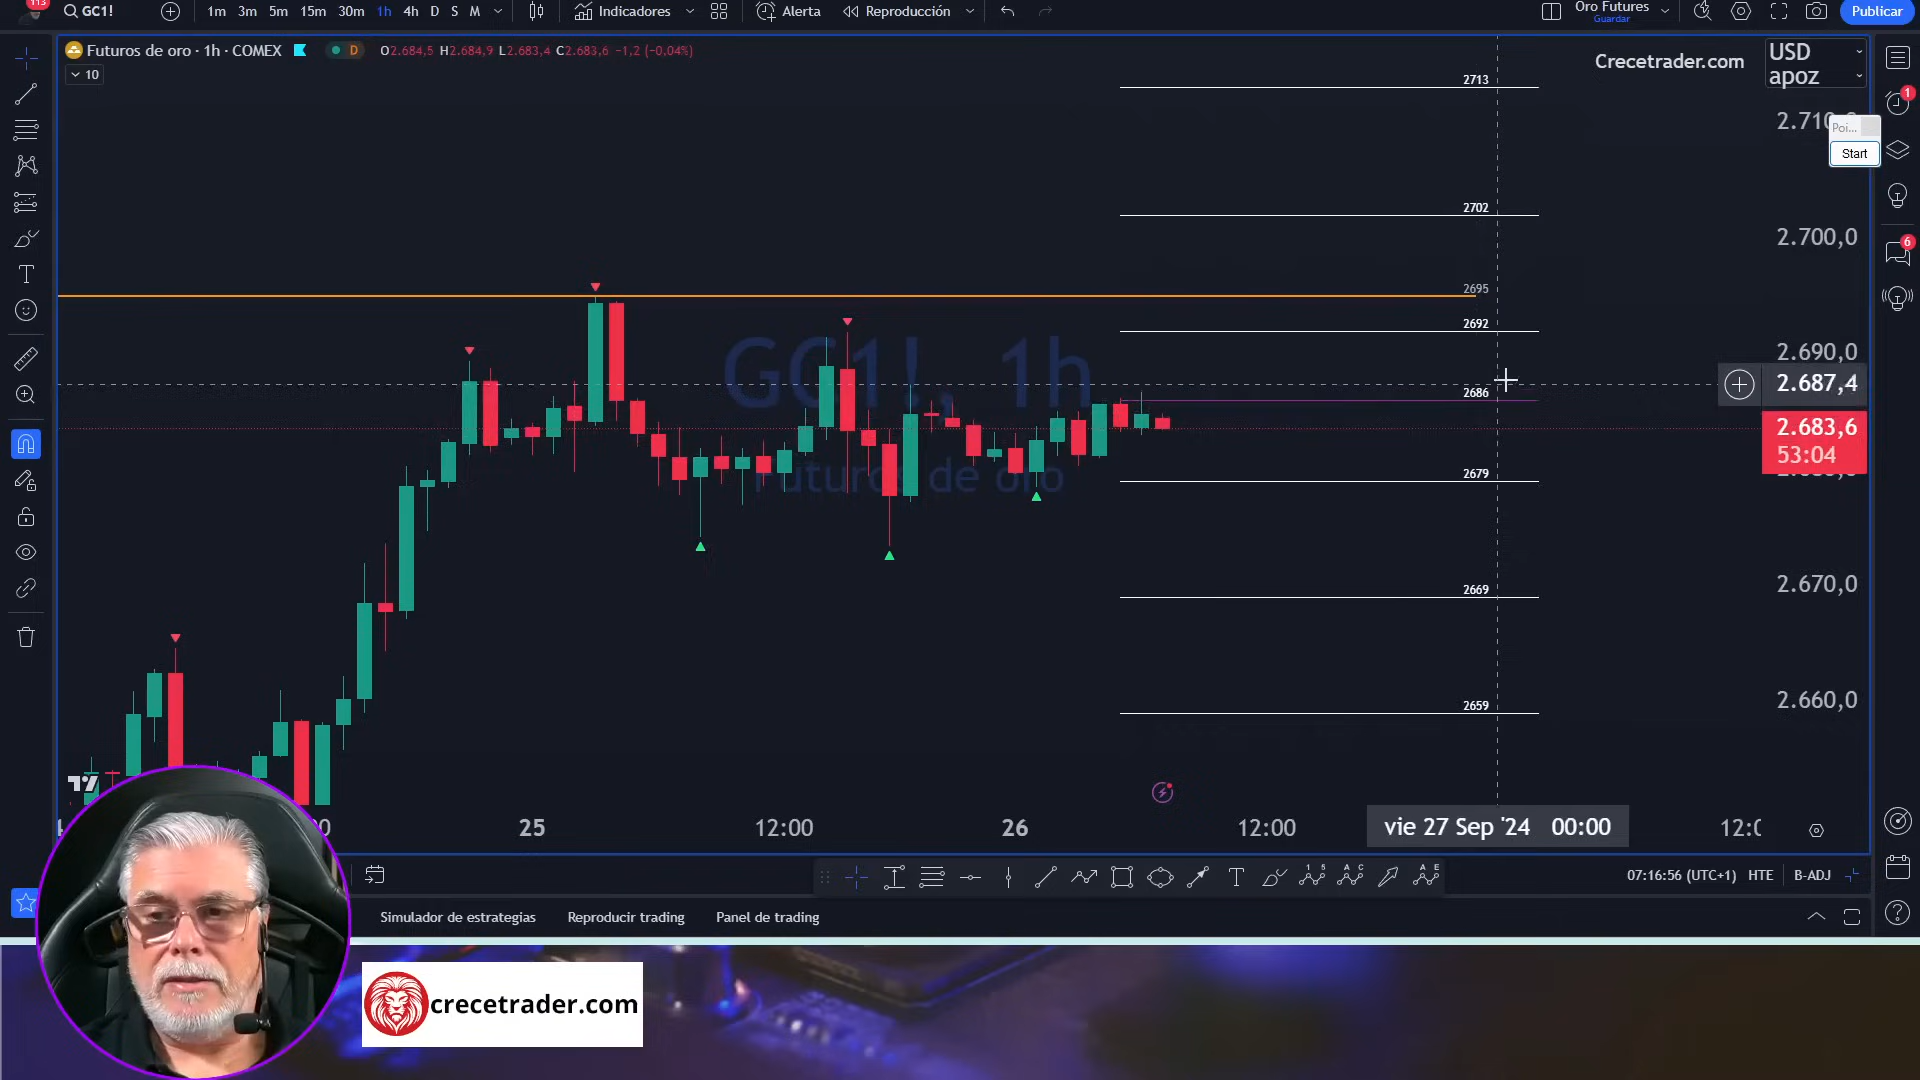 113
GC1!
1m 3m 5m 15m 30m 1h 4h D S M
Indicadores
Alerta
Reproducción
Oro Futures
Guardar
Publicar
Futuros de oro · 1h · COMEX
D
O2.684,5 H2.684,9 L2.683,4 C2.683,6 −1,2 (−0,04%)
10
Crecetrader.com
USD
apoz
Poi...
Start
1
6
2713
2702
2695
2692
2686
2679
2669
2659
GC1!, 1h
Futuros de oro
2.700,0
2.690,0
2.687,4
2.683,6
53:04
2.670,0
2.660,0
25
12:00
26
12:00
vie 27 Sep '24 00:00
07:16:56 (UTC+1)
HTE
B-ADJ
Simulador de estrategias
Reproducir trading
Panel de trading
crecetrader.com